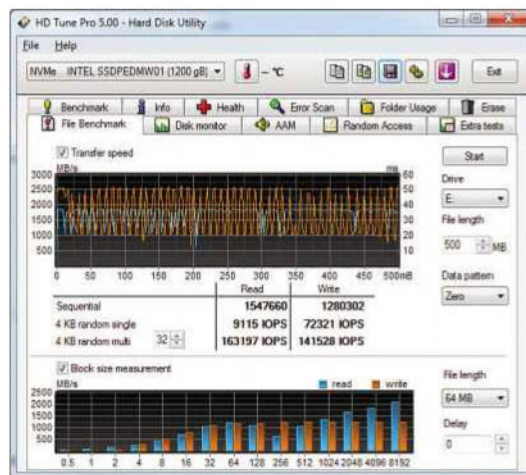 HD Tune Pro 5.00 - Hard Disk Utility
File Help
NVMe INTEL SSDPEDMW01 (1200 gB) – °C Exit
Benchmark Info Health Error Scan Folder Usage Erase
File Benchmark Disk monitor AAM Random Access Extra tests
Transfer speed Start
MB/s ms
3000 60
2500 50
2000 40
1500 30
1000 20
500 10
0 50 100 150 200 250 300 350 400 450 500mB
Drive
E:
File length
500 MB
Data pattern
Zero
Read Write
Sequential 1547660 1280302
4 KB random single 9115 IOPS 72321 IOPS
4 KB random multi 32 163197 IOPS 141528 IOPS
Block size measurement
MB/s read write
2500
2000
1500
1000
500
0.5 1 2 4 8 16 32 64 128 256 512 1024 2048 4096 8192
File length
64 MB
Delay
0